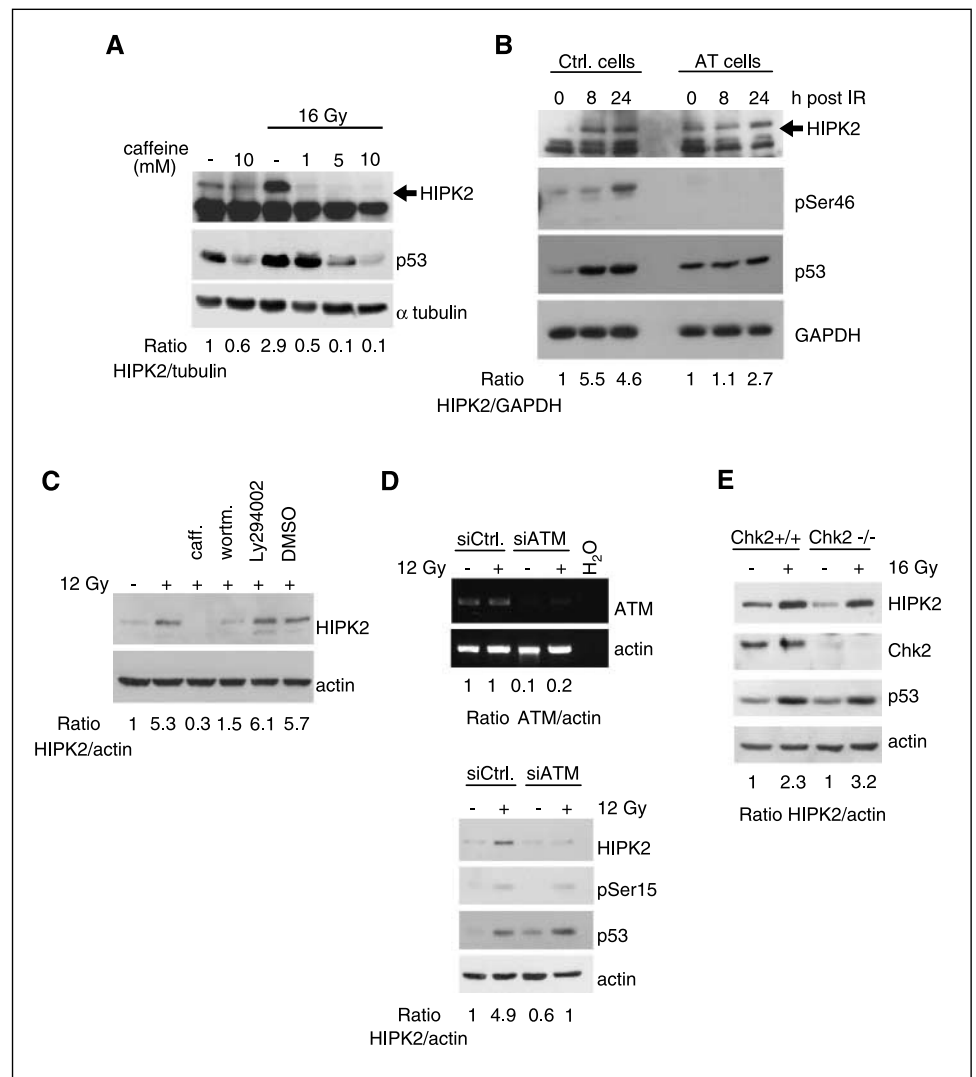 A
16 Gy
caffeine (mM) - 10 - 1 5 10
HIPK2
p53
α tubulin
Ratio HIPK2/tubulin 1 0.6 2.9 0.5 0.1 0.1
B
Ctrl. cells AT cells
0 8 24 0 8 24 h post IR
HIPK2
pSer46
p53
GAPDH
Ratio HIPK2/GAPDH 1 5.5 4.6 1 1.1 2.7
C
caff. wortm. Ly294002 DMSO
12 Gy - + + + + +
HIPK2
actin
Ratio HIPK2/actin 1 5.3 0.3 1.5 6.1 5.7
D
siCtrl. siATM H2O
12 Gy - + - +
ATM
actin
1 1 0.1 0.2
Ratio ATM/actin
siCtrl. siATM
- + - + 12 Gy
HIPK2
pSer15
p53
actin
Ratio HIPK2/actin 1 4.9 0.6 1
E
Chk2+/+ Chk2 -/-
- + - + 16 Gy
HIPK2
Chk2
p53
actin
1 2.3 1 3.2
Ratio HIPK2/actin